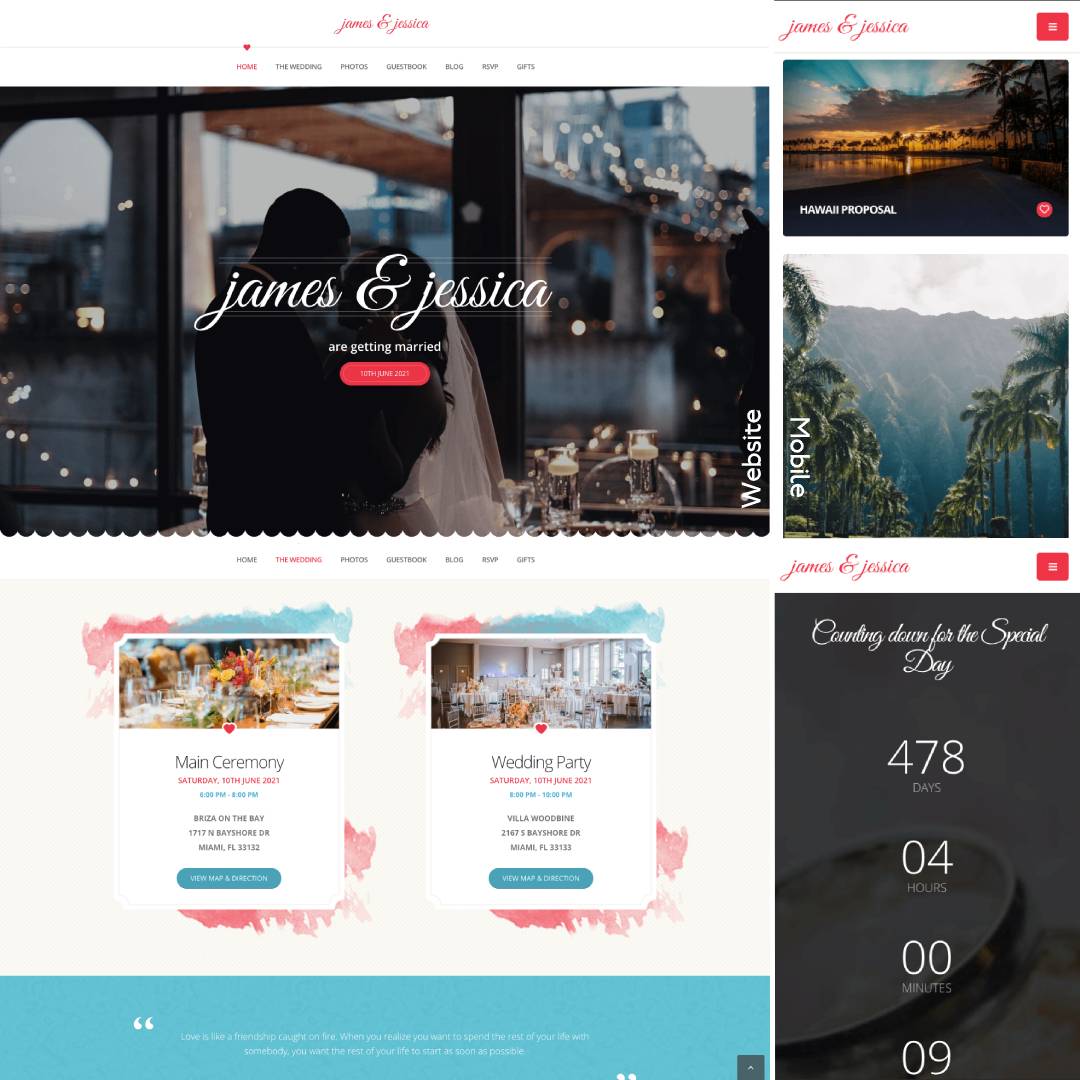 james & jessica
HOME THE WEDDING PHOTOS GUESTBOOK BLOG RSVP GIFTS
james & jessica
are getting married
10TH JUNE 2021
Website
HOME THE WEDDING PHOTOS GUESTBOOK BLOG RSVP GIFTS
Main Ceremony
SATURDAY, 10TH JUNE 2021
6:00 PM - 8:00 PM
BRIZA ON THE BAY
1717 N BAYSHORE DR
MIAMI, FL 33132
VIEW MAP & DIRECTION
Wedding Party
SATURDAY, 10TH JUNE 2021
8:00 PM - 10:00 PM
VILLA WOODBINE
2167 S BAYSHORE DR
MIAMI, FL 33133
VIEW MAP & DIRECTION
“
Love is like a friendship caught on fire. When you realize you want to spend the rest of your life with
somebody, you want the rest of your life to start as soon as possible.
”
james & jessica
HAWAII PROPOSAL
Mobile
james & jessica
Counting down for the Special
Day
478
DAYS
04
HOURS
00
MINUTES
09